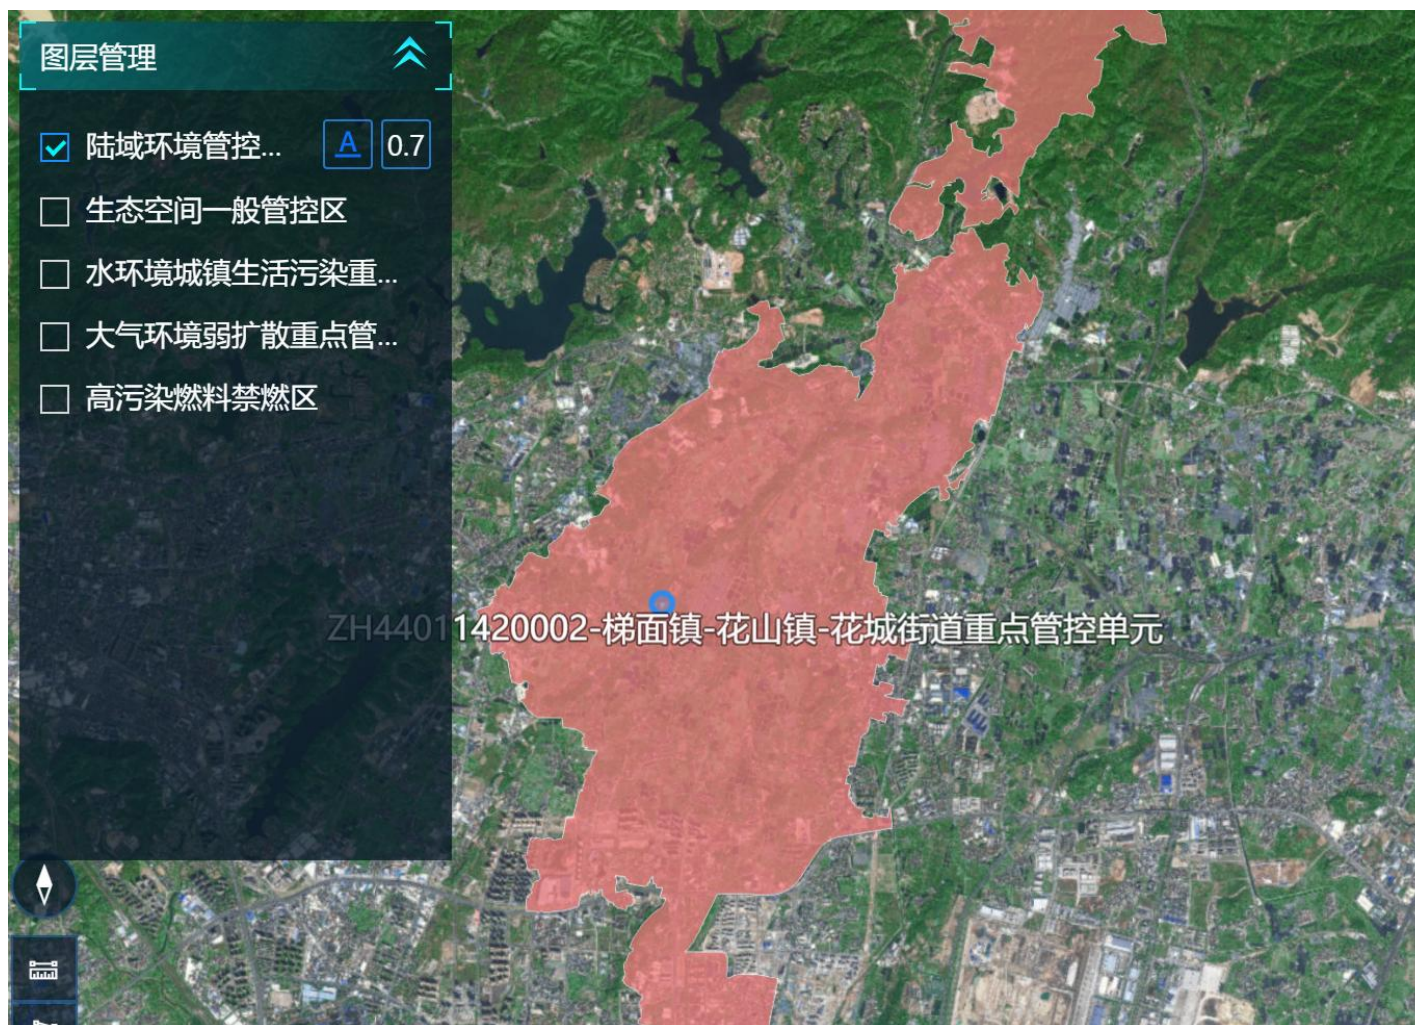 图层管理
陆域环境管控... A 0.7
生态空间一般管控区
水环境城镇生活污染重...
大气环境弱扩散重点管...
高污染燃料禁燃区
ZH44011420002-梯面镇-花山镇-花城街道重点管控单元